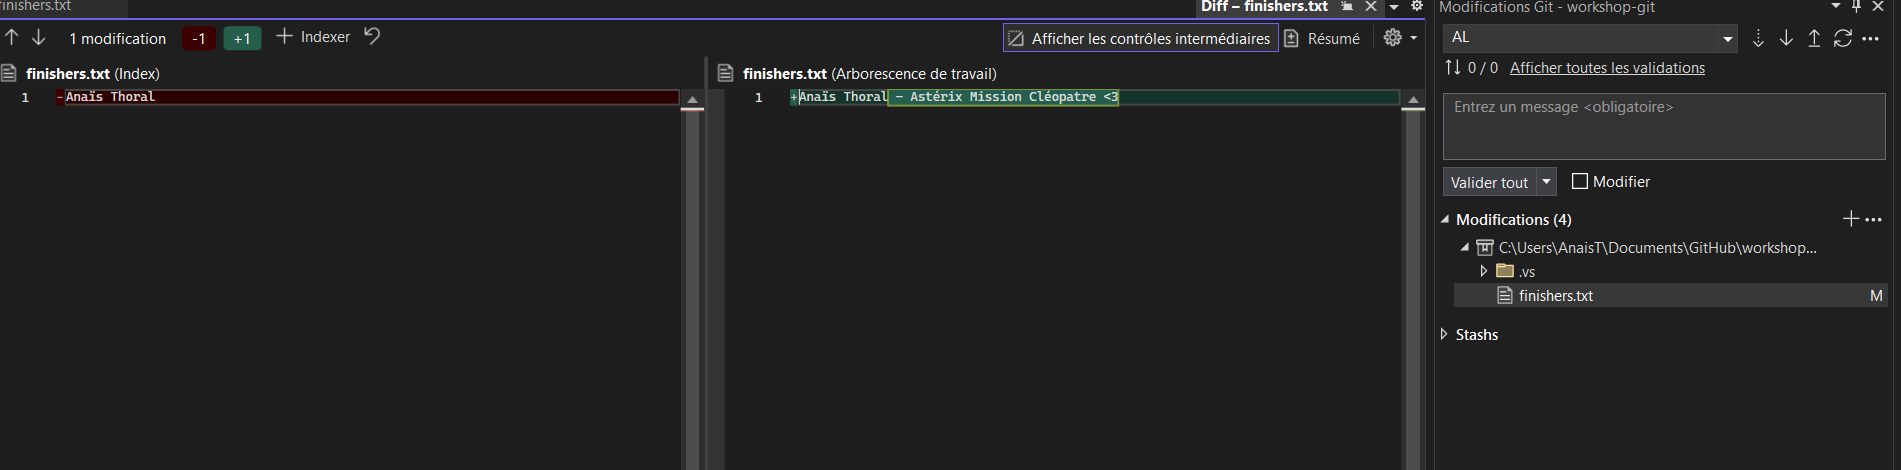 finishers.txt
Diff – finishers.txt
Modifications Git - workshop-git
1 modification -1 +1 Indexer
Afficher les contrôles intermédiaires Résumé
AL
0 / 0 Afficher toutes les validations
finishers.txt (Index)
finishers.txt (Arborescence de travail)
1 -Anaïs Thoral
1 +Anaïs Thoral - Astérix Mission Cléopatre <3
Entrez un message <obligatoire>
Valider tout Modifier
Modifications (4)
C:\Users\AnaisT\Documents\GitHub\workshop...
.vs
finishers.txt M
Stashs